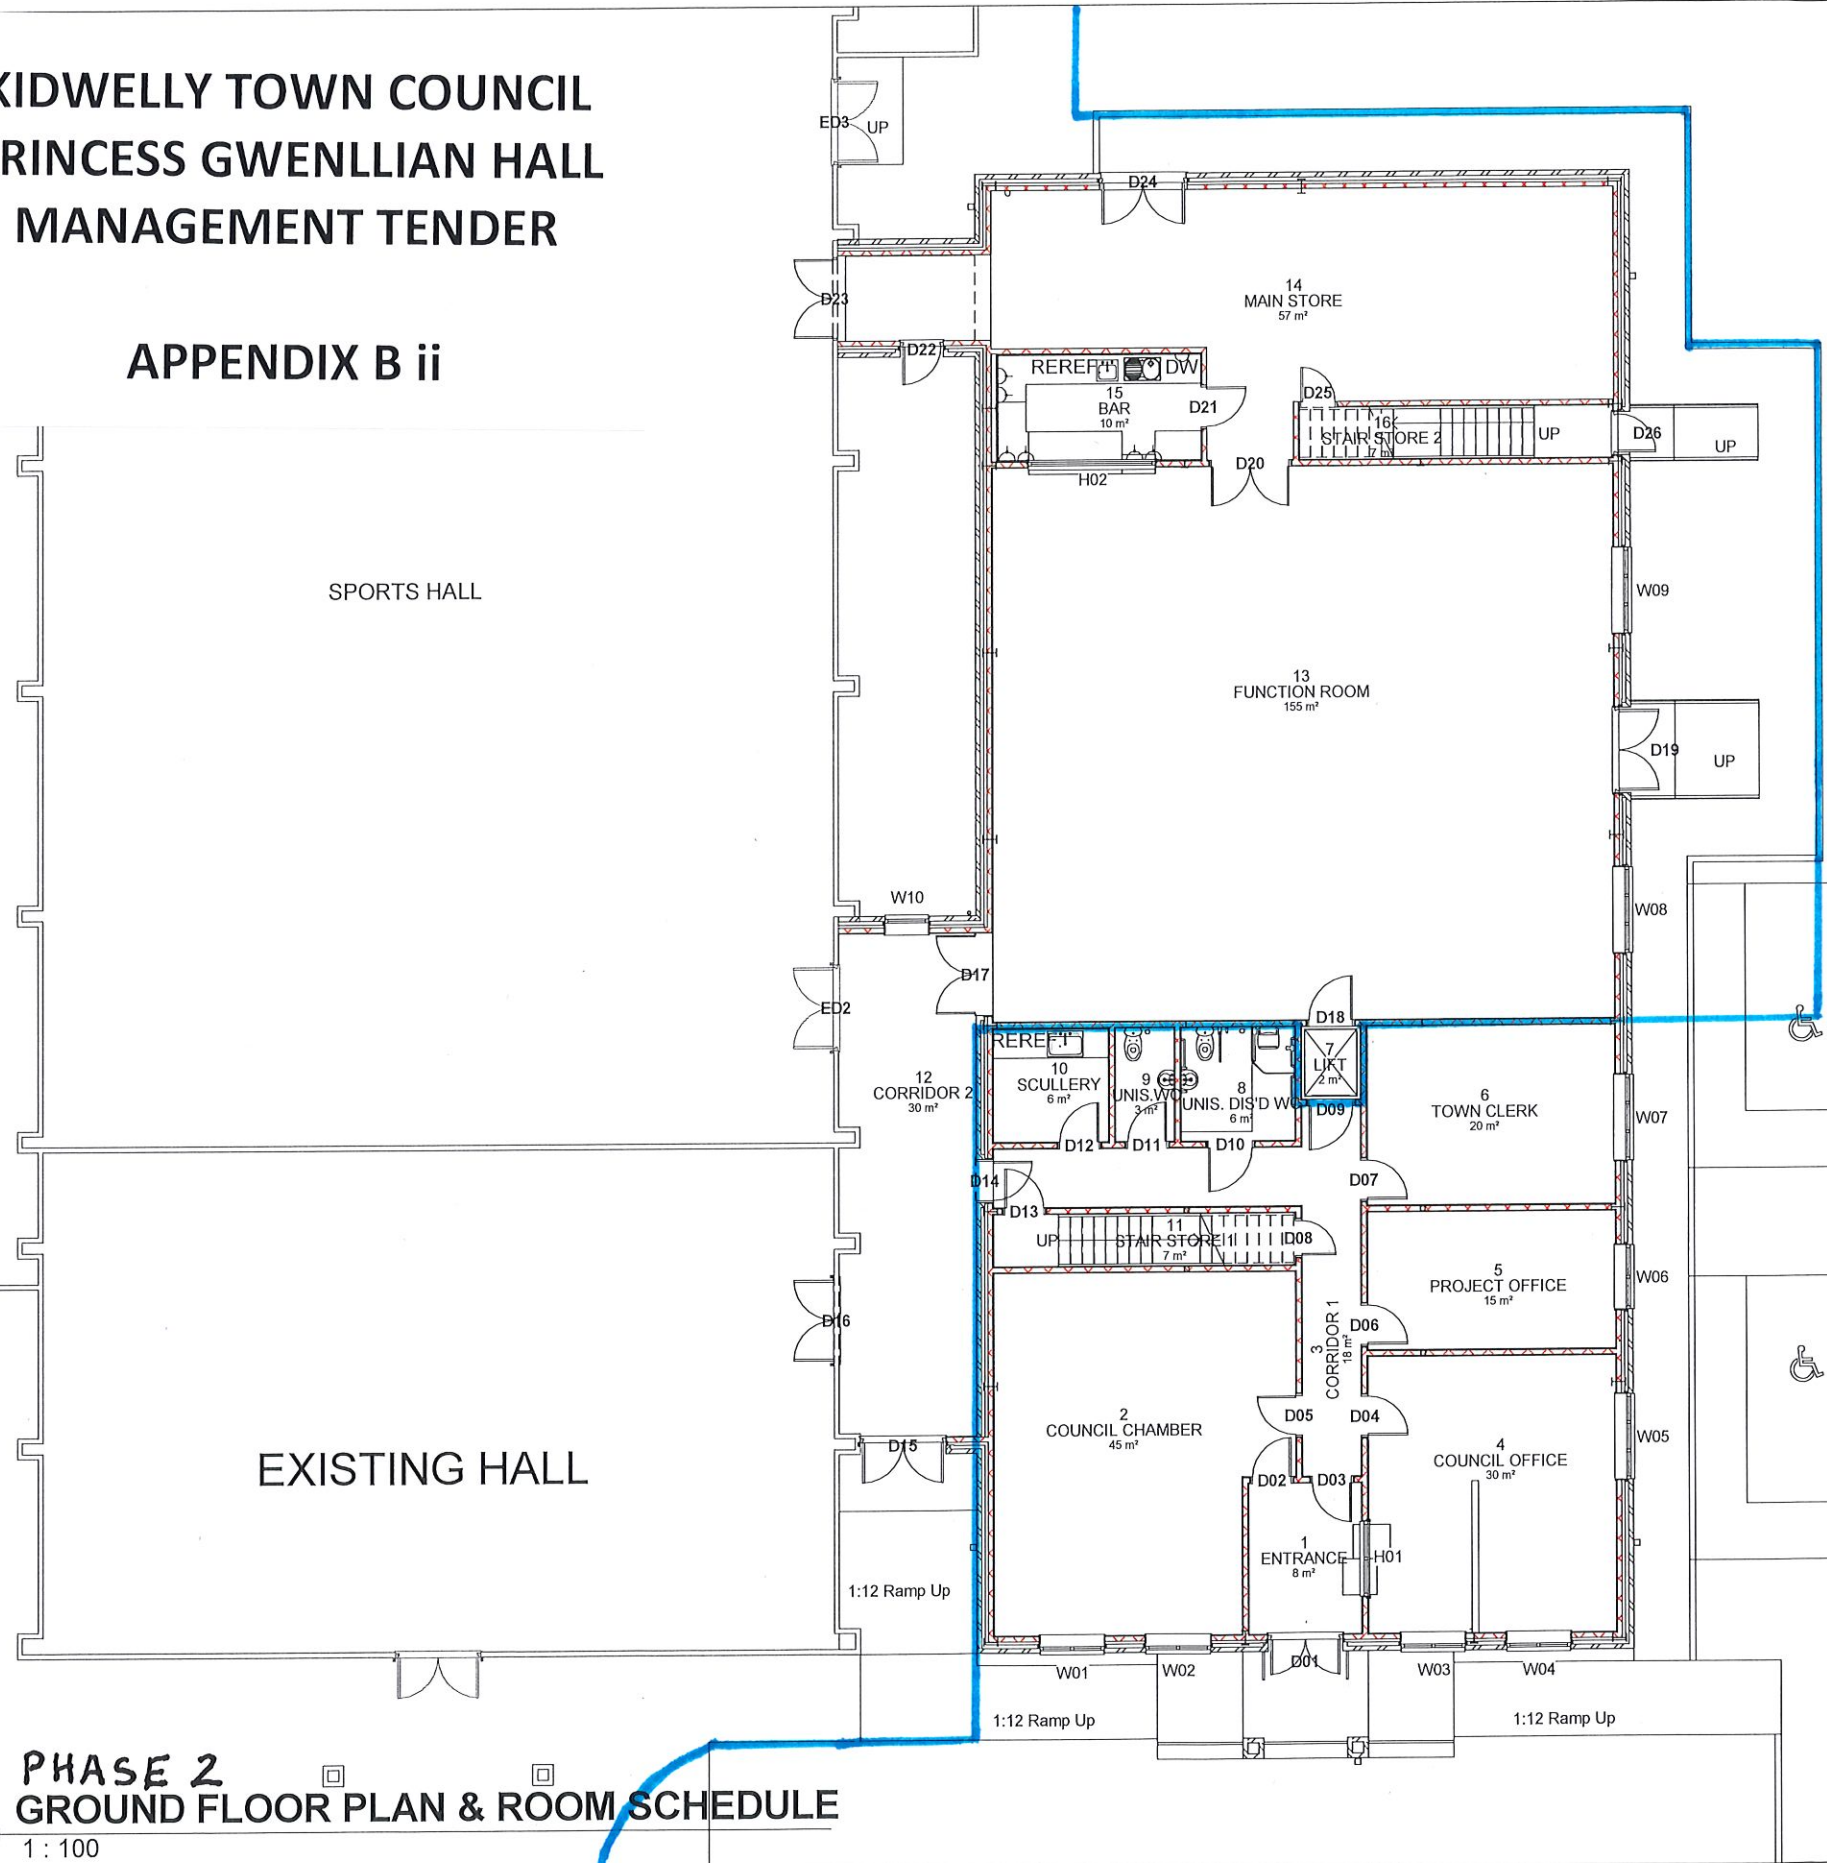 KIDWELLY TOWN COUNCIL
RINCESS GWENLLIAN HALL
MANAGEMENT TENDER
APPENDIX B ii
ED3
UP
D24
D23
14
MAIN STORE
57 m²
D22
REREF
DW
15
BAR
10 m²
D21
D25
16
STAIR STORE 2
7 m
UP
D26
UP
D20
H02
SPORTS HALL
W09
13
FUNCTION ROOM
155 m²
D19
UP
W10
W08
D17
ED2
D18
REREF
10
SCULLERY
6 m²
9
UNIS.WC
3 m²
8
UNIS. DIS'D WC
6 m²
7
LIFT
2 m²
D09
12
CORRIDOR 2
30 m²
6
TOWN CLERK
20 m²
W07
D12
D11
D10
D14
D07
D13
UP
11
STAIR STORE 1
7 m²
D08
5
PROJECT OFFICE
15 m²
W06
D16
D06
3
CORRIDOR 1
18 m²
2
COUNCIL CHAMBER
45 m²
D05
D04
4
COUNCIL OFFICE
30 m²
W05
EXISTING HALL
D15
D02
D03
1
ENTRANCE
8 m²
H01
1:12 Ramp Up
W01
W02
D01
W03
W04
1:12 Ramp Up
1:12 Ramp Up
PHASE 2
GROUND FLOOR PLAN & ROOM SCHEDULE
1 : 100